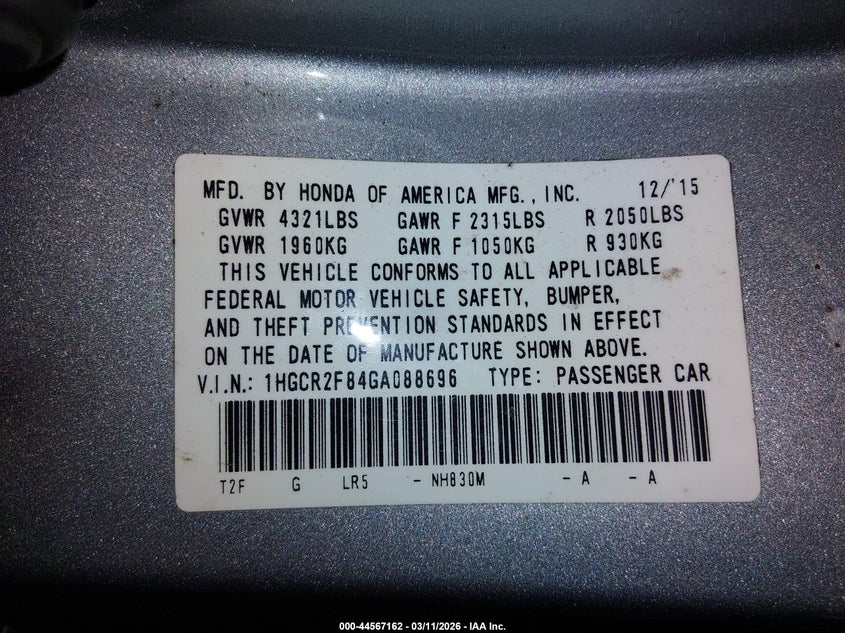 MFD. BY HONDA OF AMERICA MFG., INC. 12/'15
GVWR 4321LBS GAWR F 2315LBS R 2050LBS
GVWR 1960KG GAWR F 1050KG R 930KG
THIS VEHICLE CONFORMS TO ALL APPLICABLE
FEDERAL MOTOR VEHICLE SAFETY, BUMPER,
AND THEFT PREVENTION STANDARDS IN EFFECT
ON THE DATE OF MANUFACTURE SHOWN ABOVE.
V.I.N.: 1HGCR2F84GA088696 TYPE: PASSENGER CAR
T2F G LR5 - NH830M - A - A
000-44567162 - 03/11/2026 - IAA Inc.